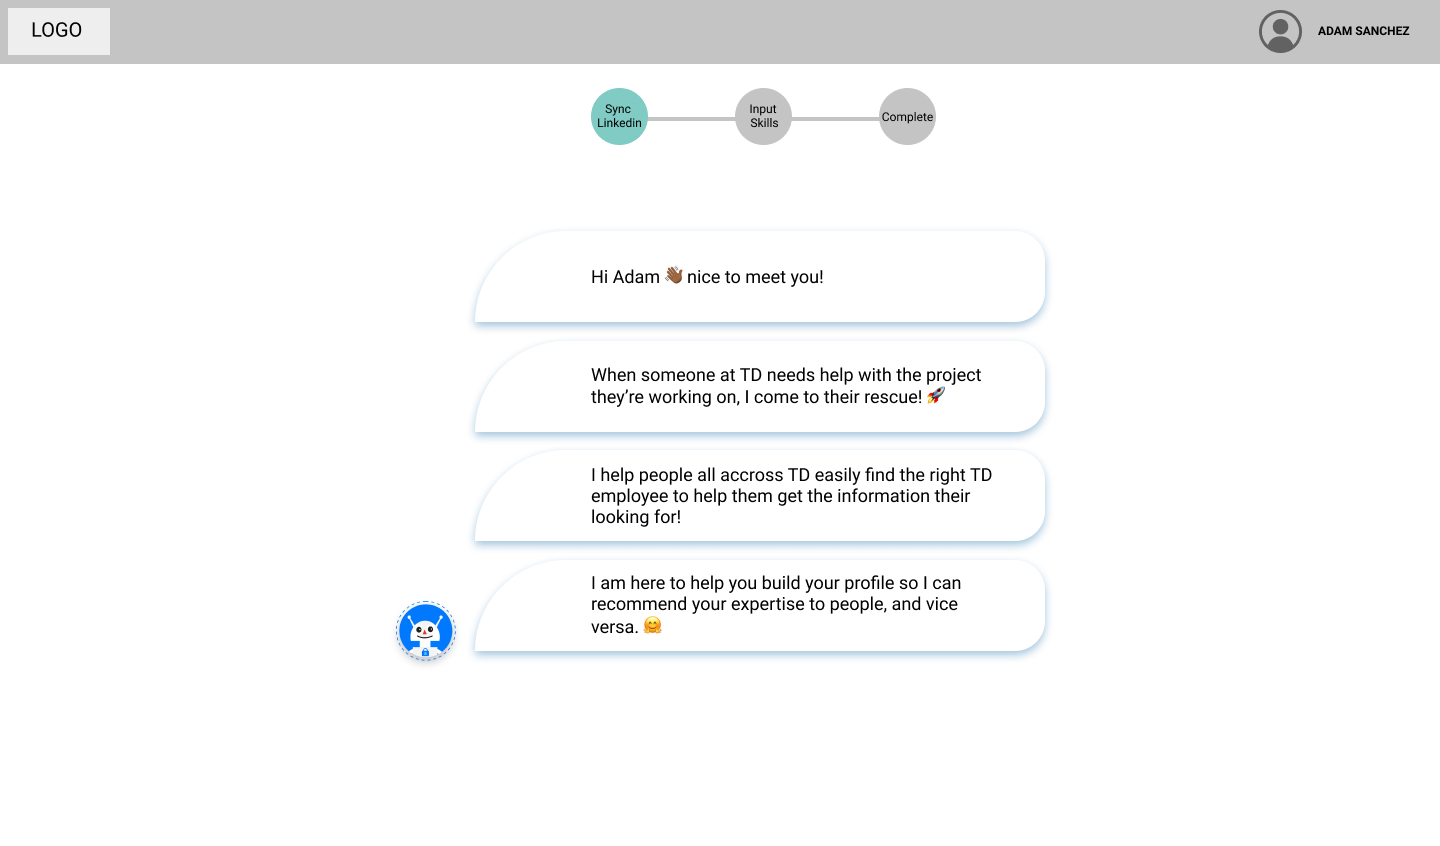 LOGO
ADAM SANCHEZ
Sync
Linkedin
Input
Skills
Complete
Hi Adam 👋🏾 nice to meet you!
When someone at TD needs help with the project
they’re working on, I come to their rescue! 🚀
I help people all accross TD easily find the right TD
employee to help them get the information their
looking for!
I am here to help you build your profile so I can
recommend your expertise to people, and vice
versa. 🤗